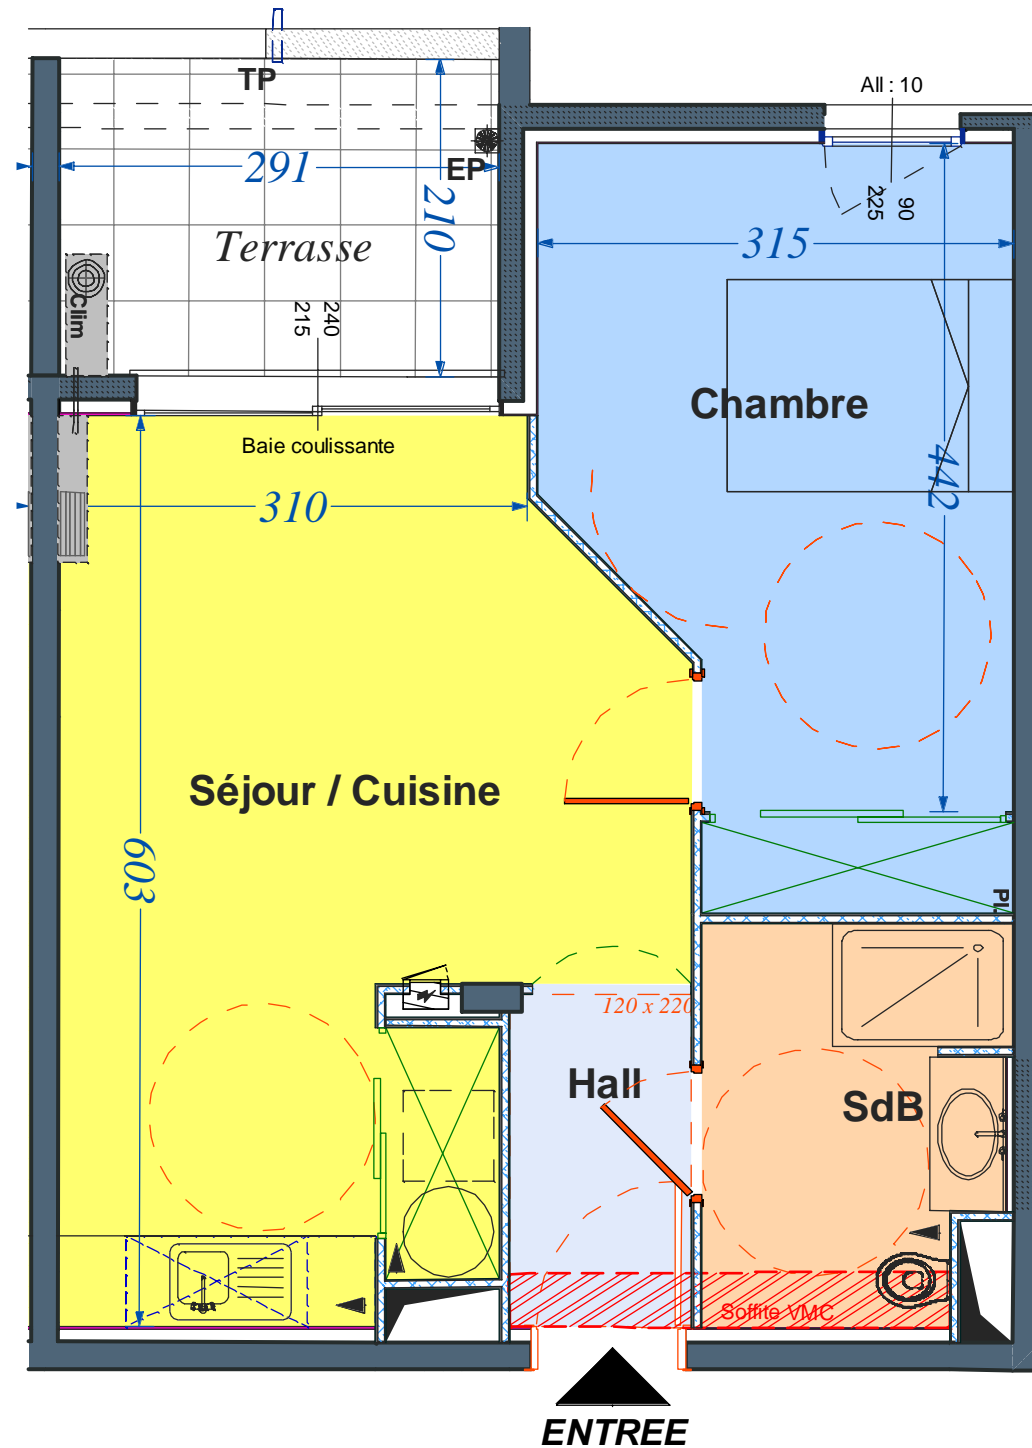 TP
All : 10
291
EP
210
Terrasse
Clim
240
215
90
225
315
Chambre
Baie coulissante
310
442
Séjour / Cuisine
603
Pl.
120 x 220
Hall
SdB
Soffite VMC
ENTREE